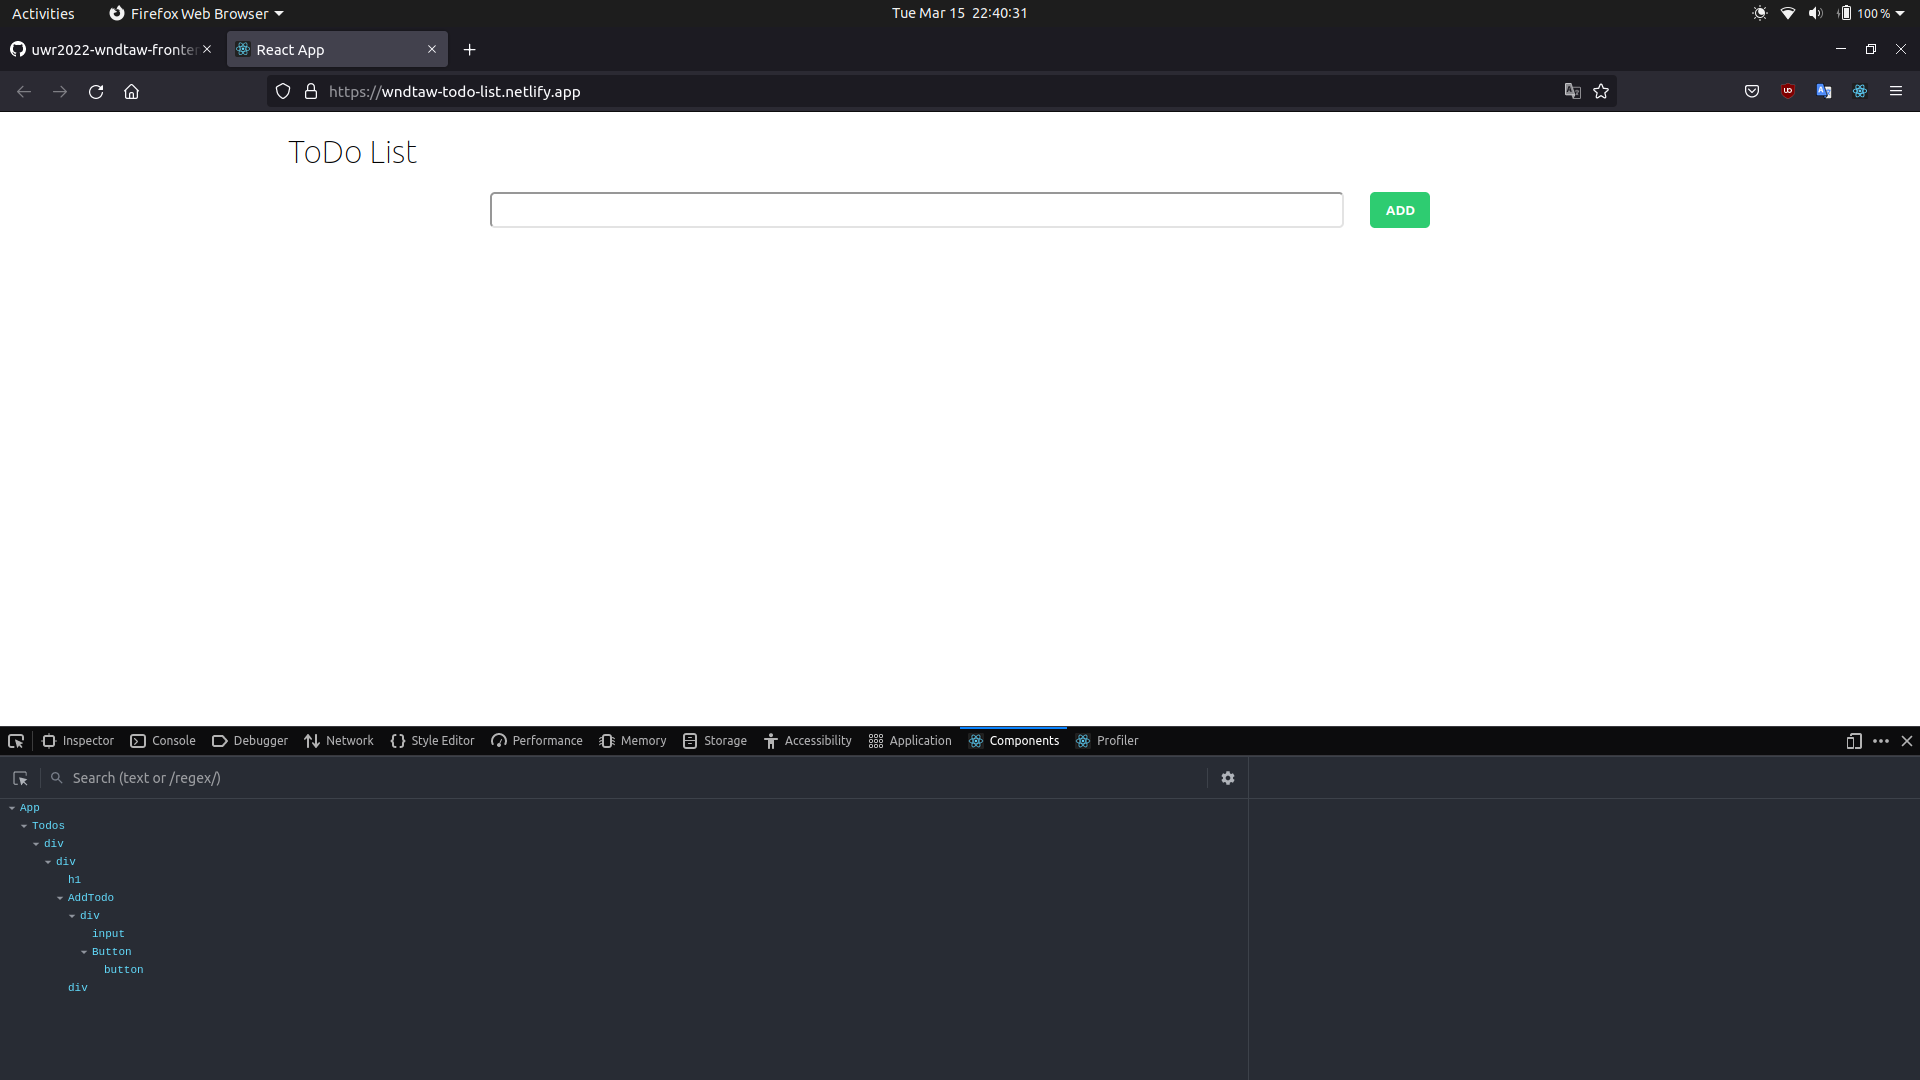 Activities Firefox Web Browser Tue Mar 15 22:40:31 100 %
uwr2022-wndtaw-fronte React App
https://wndtaw-todo-list.netlify.app
ToDo List
ADD
Inspector Console Debugger Network Style Editor Performance Memory Storage Accessibility Application Components Profiler
Search (text or /regex/)
App
Todos
div
div
h1
AddTodo
div
input
Button
button
div